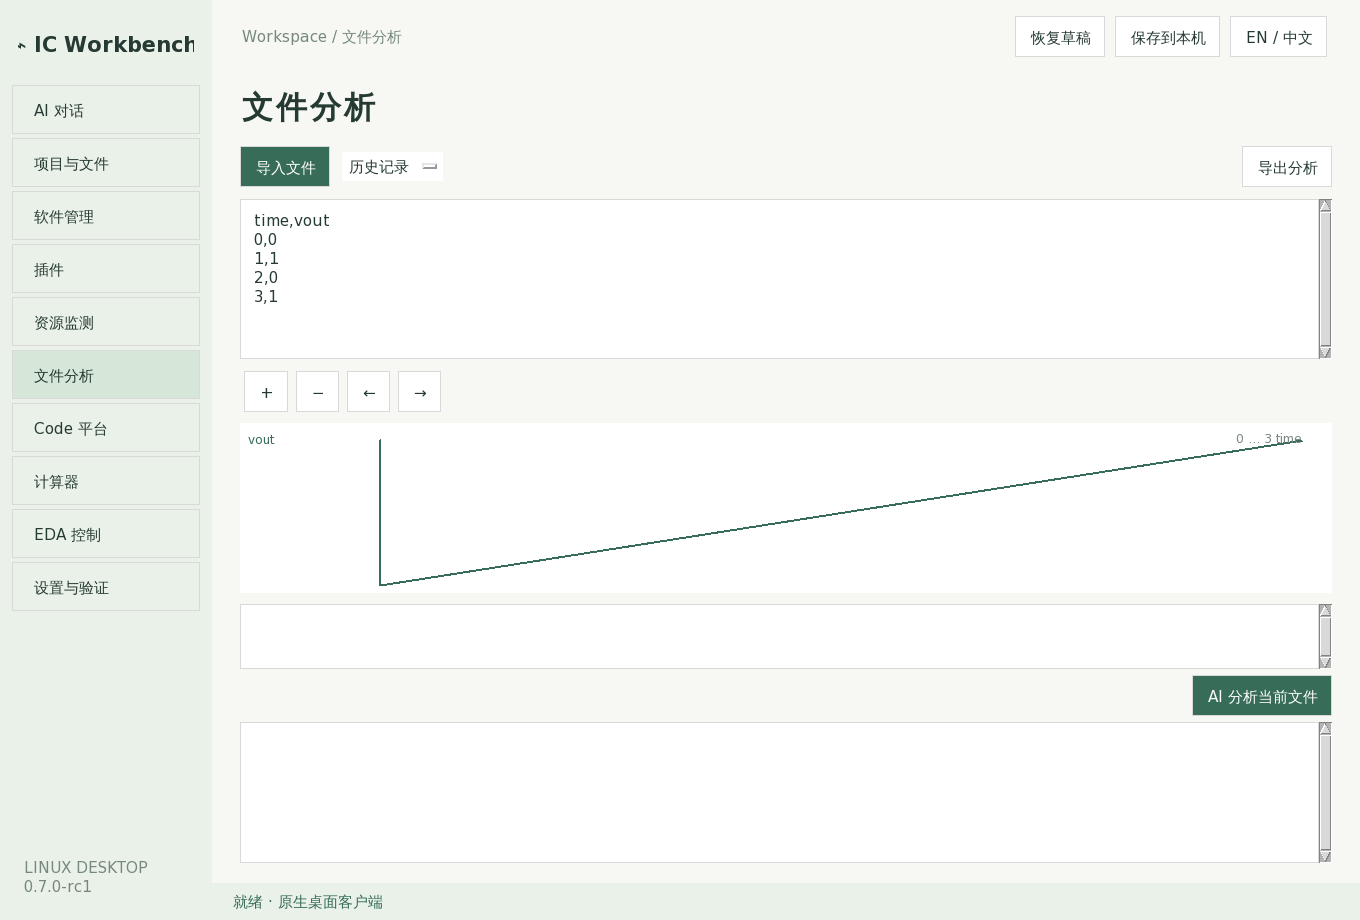 IC Workbench
AI 对话
项目与文件
软件管理
插件
资源监测
文件分析
Code 平台
计算器
EDA 控制
设置与验证
LINUX DESKTOP
0.7.0-rc1
Workspace / 文件分析
恢复草稿
保存到本机
EN / 中文
文件分析
导入文件
历史记录
导出分析
time,vout
0,0
1,1
2,0
3,1
+ − ← →
vout
0 ... 3 time
AI 分析当前文件
就绪 · 原生桌面客户端